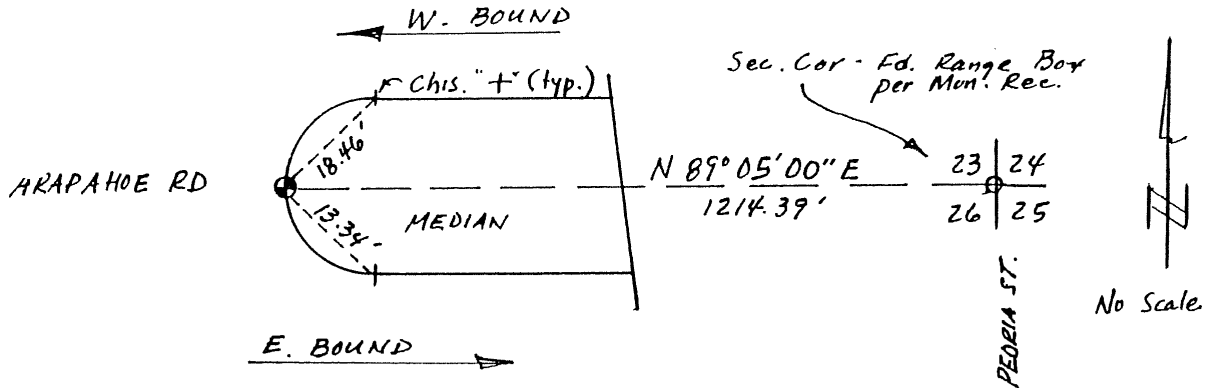 W. BOUND
Sec. Cor - Fd. Range Box
per Mon. Rec.
Chis. "+" (typ.)
18.46'
ARAPAHOE RD
N 89° 05' 00" E
1214.39'
23 24
26 25
13.34'
MEDIAN
N
PEORIA ST.
No Scale
E. BOUND